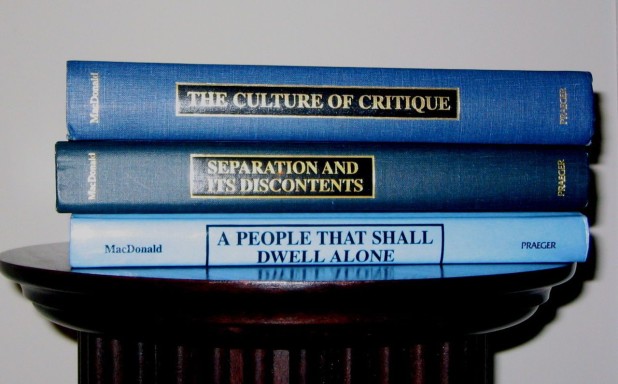 MacDonald
THE CULTURE OF CRITIQUE
PRAEGER
MacDonald
SEPARATION AND
ITS DISCONTENTS
PRAEGER
MacDonald
A PEOPLE THAT SHALL
DWELL ALONE
PRAEGER